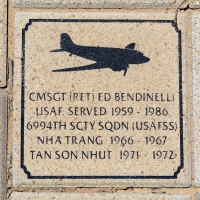 CMSGT (RET) ED BENDINELLI
USAF SERVED 1959 - 1986
6994TH SCTY SQDN (USAFSS)
NHA TRANG 1966 - 1967
TAN SON NHUT 1971 - 1972